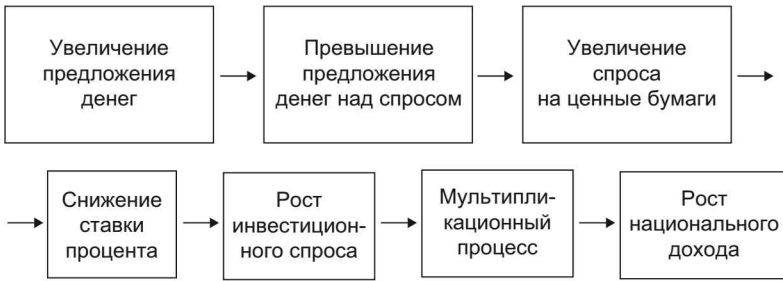 Увеличение
предложения
денег
Превышение
предложения
денег над спросом
Увеличение
спроса
на ценные бумаги
Снижение
ставки
процента
Рост
инвестицион-
ного спроса
Мультипли-
кационный
процесс
Рост
национального
дохода